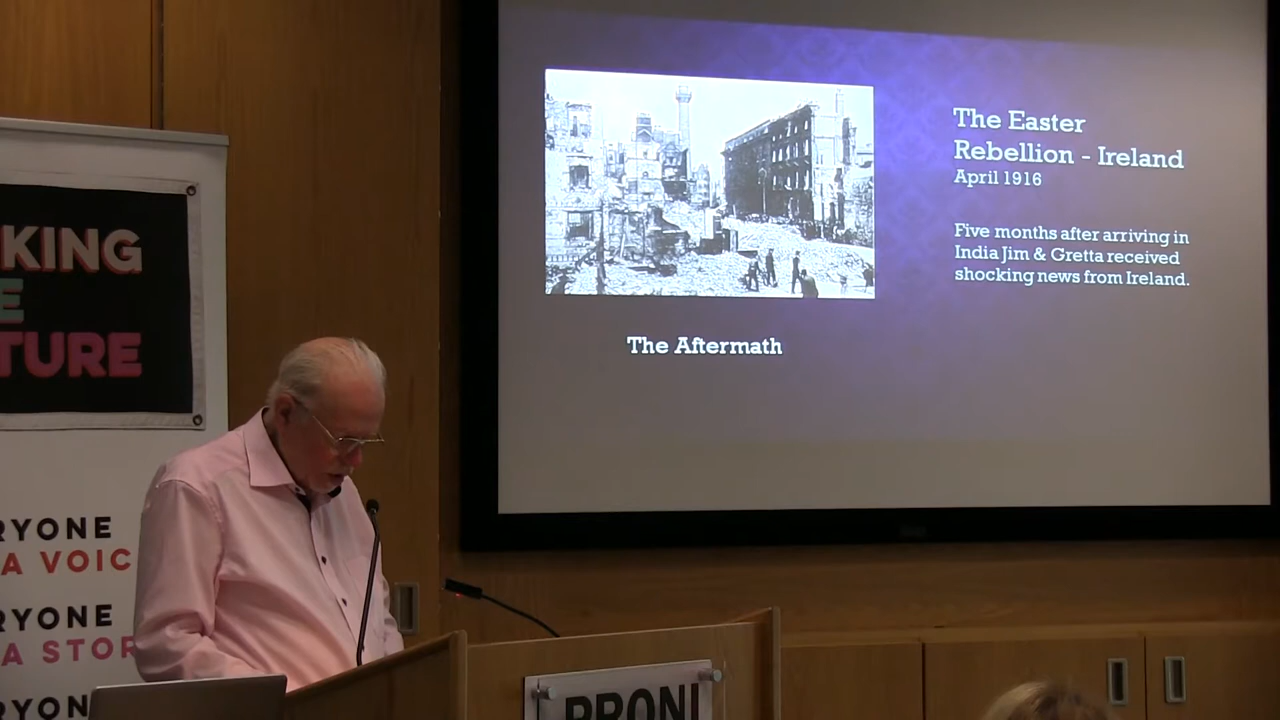 KING
E
TURE
RYONE
A VOIC
RYONE
A STOR
RYON
The Easter
Rebellion - Ireland
April 1916
Five months after arriving in
India Jim & Gretta received
shocking news from Ireland.
The Aftermath
PRONI